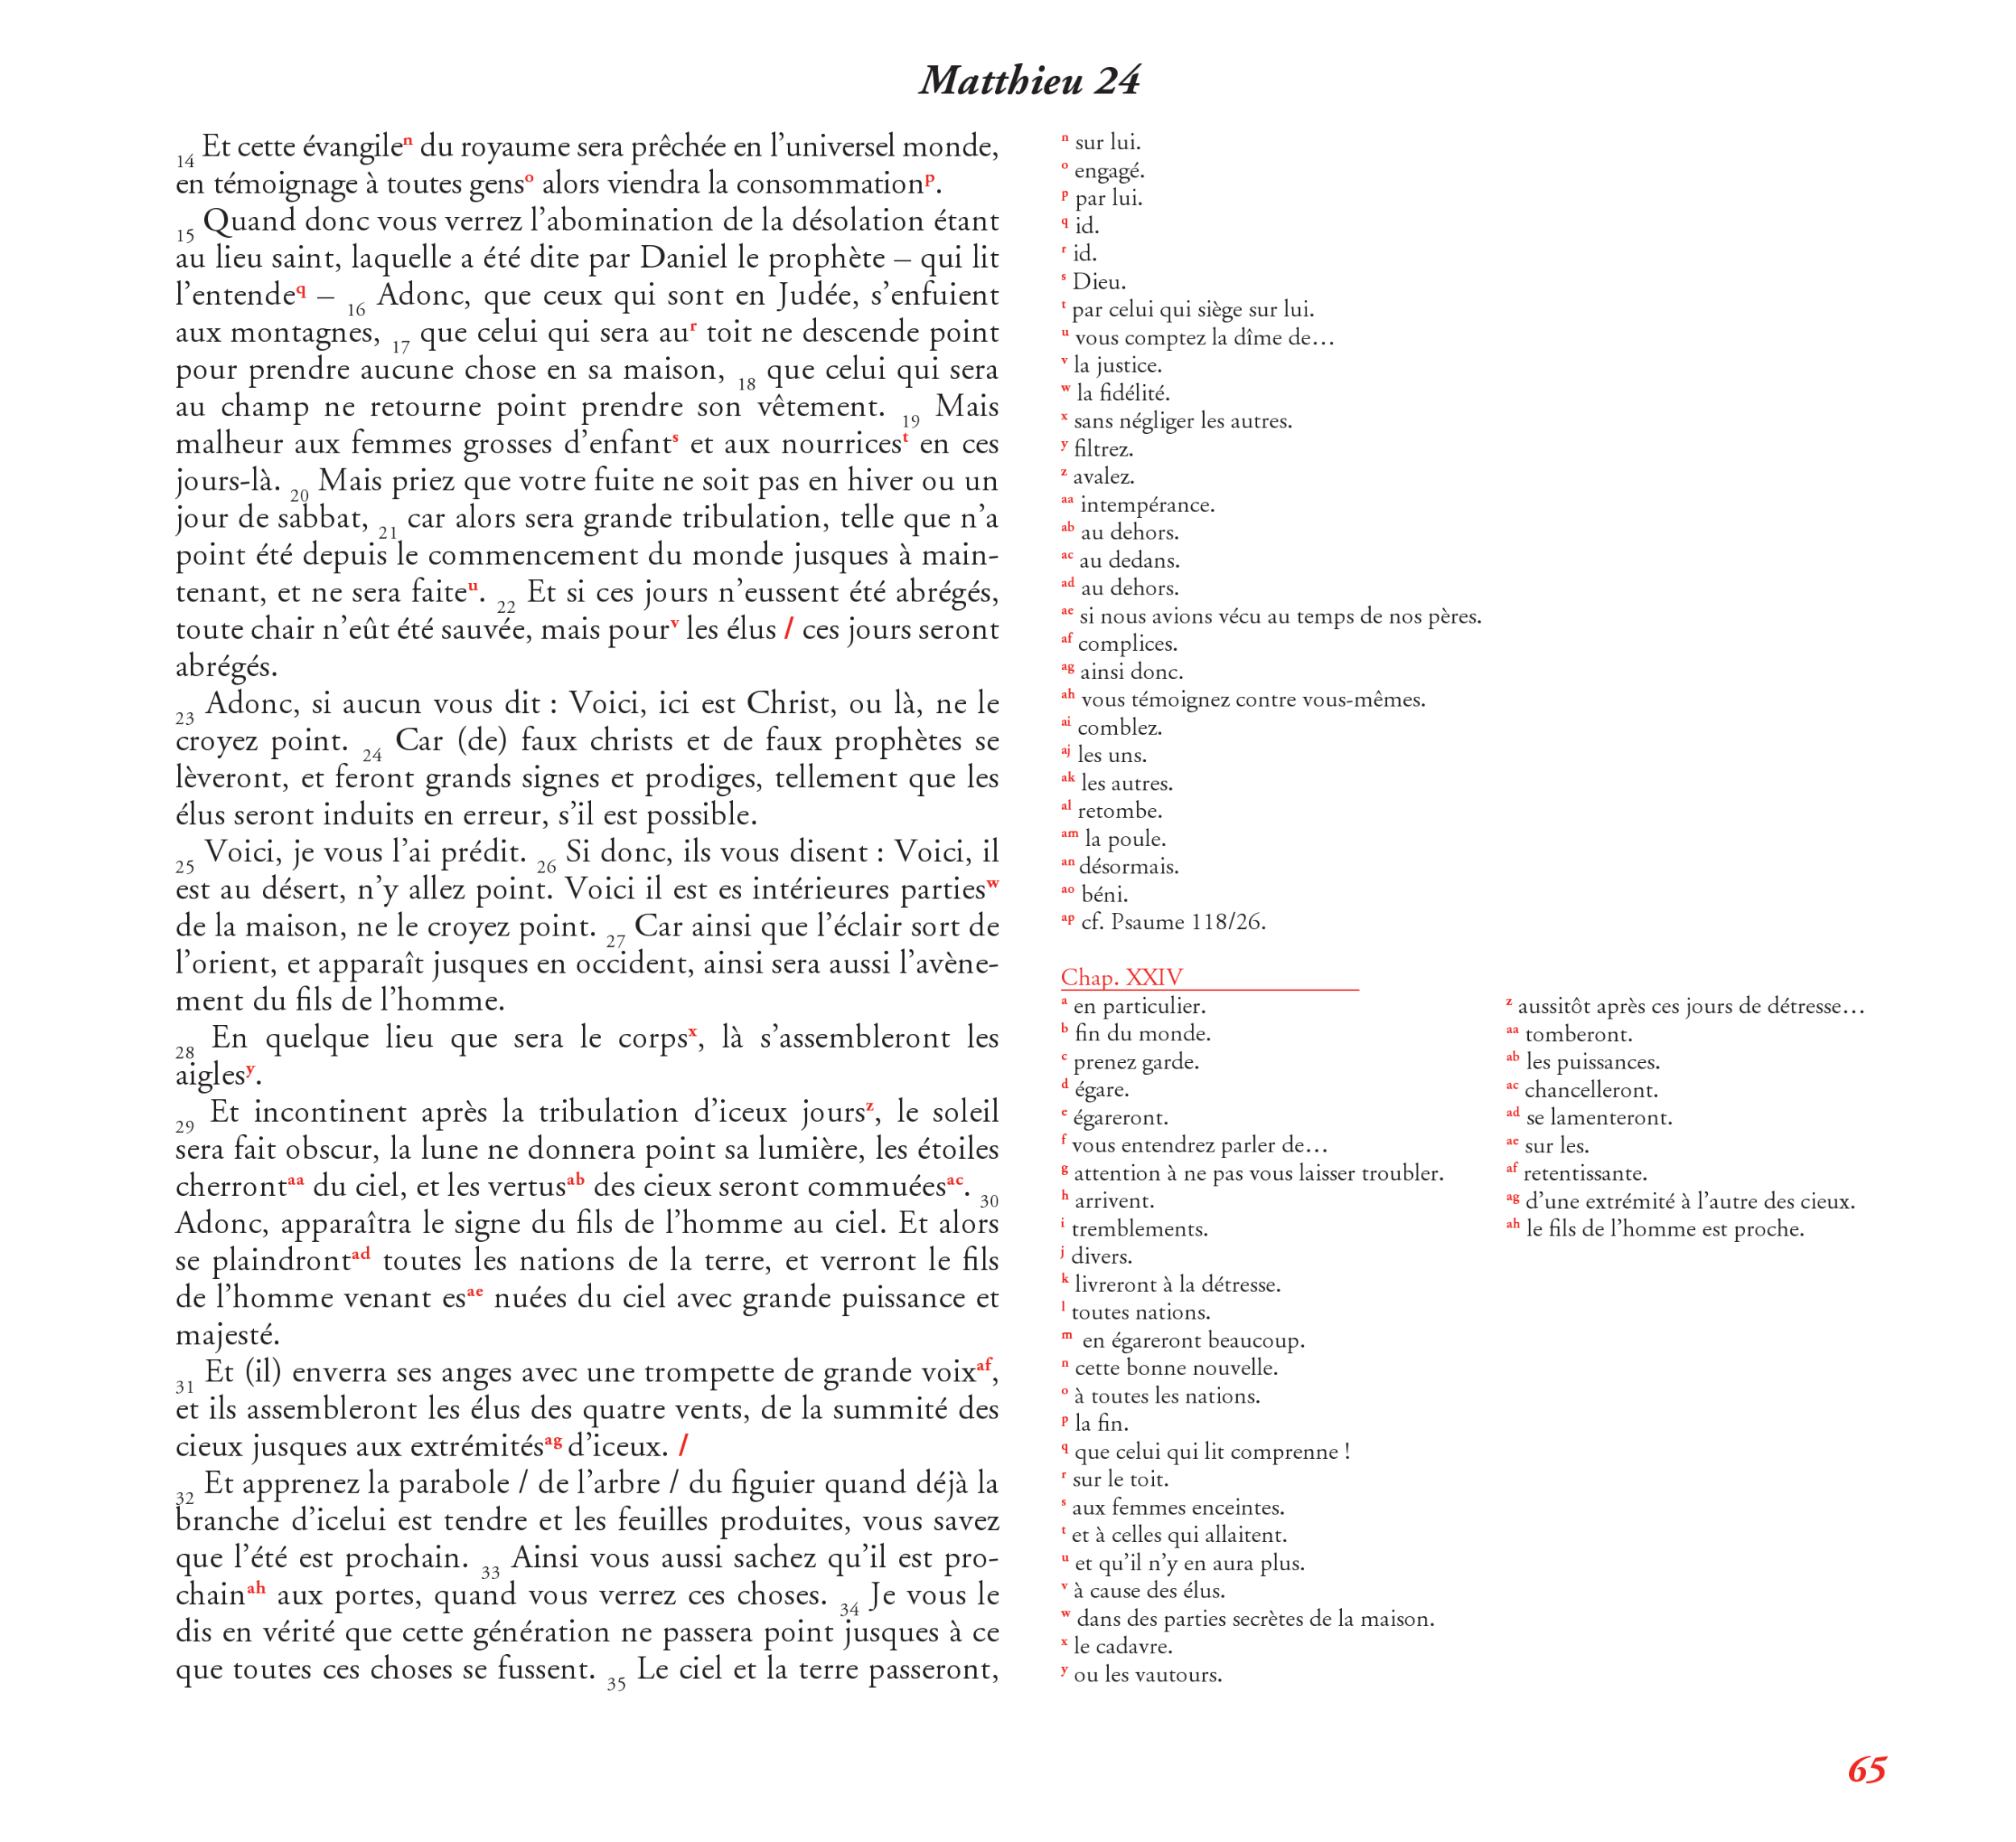 Matthieu 24
14 Et cette évangileⁿ du royaume sera prêchée en l’universel monde,
en témoignage à toutes gensᵒ alors viendra la consommationᵖ.
15 Quand donc vous verrez l’abomination de la désolation étant
au lieu saint, laquelle a été dite par Daniel le prophète – qui lit
l’entende^q – 16 Adonc, que ceux qui sont en Judée, s’enfuient
aux montagnes, 17 que celui qui sera au^r toit ne descende point
pour prendre aucune chose en sa maison, 18 que celui qui sera
au champ ne retourne point prendre son vêtement. 19 Mais
malheur aux femmes grosses d’enfant^s et aux nourrices^t en ces
jours-là. 20 Mais priez que votre fuite ne soit pas en hiver ou un
jour de sabbat, 21 car alors sera grande tribulation, telle que n’a
point été depuis le commencement du monde jusques à main-
tenant, et ne sera faite^u. 22 Et si ces jours n’eussent été abrégés,
toute chair n’eût été sauvée, mais pour^v les élus / ces jours seront
abrégés.
23 Adonc, si aucun vous dit : Voici, ici est Christ, ou là, ne le
croyez point. 24 Car (de) faux christs et de faux prophètes se
lèveront, et feront grands signes et prodiges, tellement que les
élus seront induits en erreur, s’il est possible.
25 Voici, je vous l’ai prédit. 26 Si donc, ils vous disent : Voici, il
est au désert, n’y allez point. Voici il est es intérieures parties^w
de la maison, ne le croyez point. 27 Car ainsi que l’éclair sort de
l’orient, et apparaît jusques en occident, ainsi sera aussi l’avène-
ment du fils de l’homme.
28 En quelque lieu que sera le corps^x, là s’assembleront les
aigles^y.
29 Et incontinent après la tribulation d’iceux jours^z, le soleil
sera fait obscur, la lune ne donnera point sa lumière, les étoiles
cherront^aa du ciel, et les vertus^ab des cieux seront commuées^ac. 30
Adonc, apparaîtra le signe du fils de l’homme au ciel. Et alors
se plaindront^ad toutes les nations de la terre, et verront le fils
de l’homme venant es^ae nuées du ciel avec grande puissance et
majesté.
31 Et (il) enverra ses anges avec une trompette de grande voix^af,
et ils assembleront les élus des quatre vents, de la summité des
cieux jusques aux extrémités^ag d’iceux. /
32 Et apprenez la parabole / de l’arbre / du figuier quand déjà la
branche d’icelui est tendre et les feuilles produites, vous savez
que l’été est prochain. 33 Ainsi vous aussi sachez qu’il est pro-
chain^ah aux portes, quand vous verrez ces choses. 34 Je vous le
dis en vérité que cette génération ne passera point jusques à ce
que toutes ces choses se fussent. 35 Le ciel et la terre passeront,
n sur lui.
o engagé.
p par lui.
q id.
r id.
s Dieu.
t par celui qui siège sur lui.
u vous comptez la dîme de…
v la justice.
w la fidélité.
x sans négliger les autres.
y filtrez.
z avalez.
aa intempérance.
ab au dehors.
ac au dedans.
ad au dehors.
ae si nous avions vécu au temps de nos pères.
af complices.
ag ainsi donc.
ah vous témoignez contre vous-mêmes.
ai comblez.
aj les uns.
ak les autres.
al retombe.
am la poule.
an désormais.
ao béni.
ap cf. Psaume 118/26.
Chap. XXIV
a en particulier.
b fin du monde.
c prenez garde.
d égare.
e égareront.
f vous entendrez parler de…
g attention à ne pas vous laisser troubler.
h arrivent.
i tremblements.
j divers.
k livreront à la détresse.
l toutes nations.
m en égareront beaucoup.
n cette bonne nouvelle.
o à toutes les nations.
p la fin.
q que celui qui lit comprenne !
r sur le toit.
s aux femmes enceintes.
t et à celles qui allaitent.
u et qu’il n’y en aura plus.
v à cause des élus.
w dans des parties secrètes de la maison.
x le cadavre.
y ou les vautours.
z aussitôt après ces jours de détresse…
aa tomberont.
ab les puissances.
ac chancelleront.
ad se lamenteront.
ae sur les.
af retentissante.
ag d’une extrémité à l’autre des cieux.
ah le fils de l’homme est proche.
65